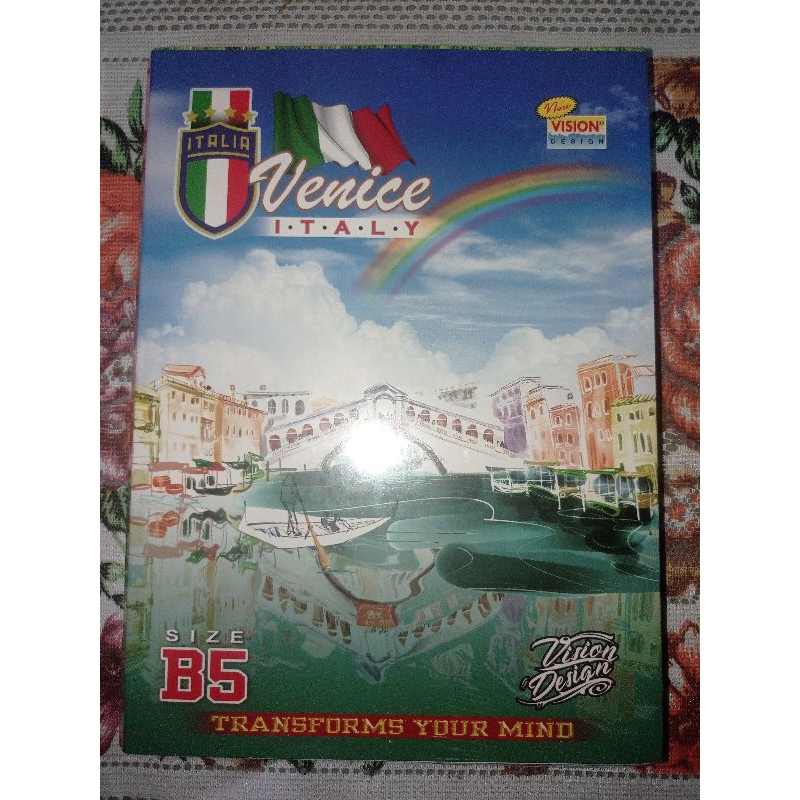 ITALIA
Venice
I·T·A·L·Y
New
VISION®
DESIGN
SIZE
B5
Vision
Design
TRANSFORMS YOUR MIND